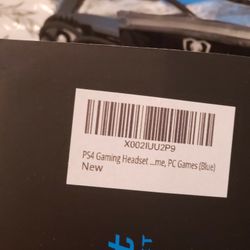 X002IUU2P9
PS4 Gaming Headset ...me, PC Games (Blue)
New